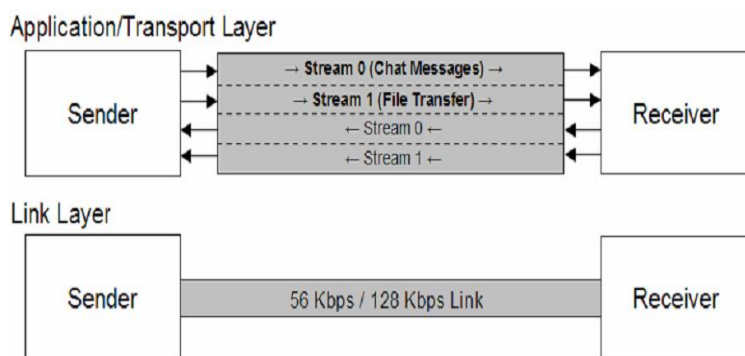 Application/Transport Layer
Sender
→ Stream 0 (Chat Messages) →
→ Stream 1 (File Transfer) →
← Stream 0 ←
← Stream 1 ←
Receiver
Link Layer
Sender
56 Kbps / 128 Kbps Link
Receiver